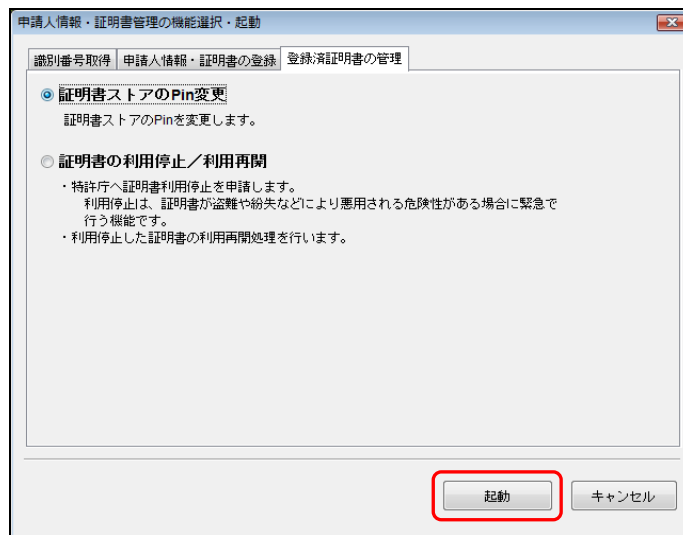 申請人情報・証明書管理の機能選択・起動
識別番号取得 申請人情報・証明書の登録 登録済証明書の管理
証明書ストアのPin変更
証明書ストアのPinを変更します。
証明書の利用停止／利用再開
・特許庁へ証明書利用停止を申請します。
利用停止は、証明書が盗難や紛失などにより悪用される危険性がある場合に緊急で
行う機能です。
・利用停止した証明書の利用再開処理を行います。
起動 キャンセル